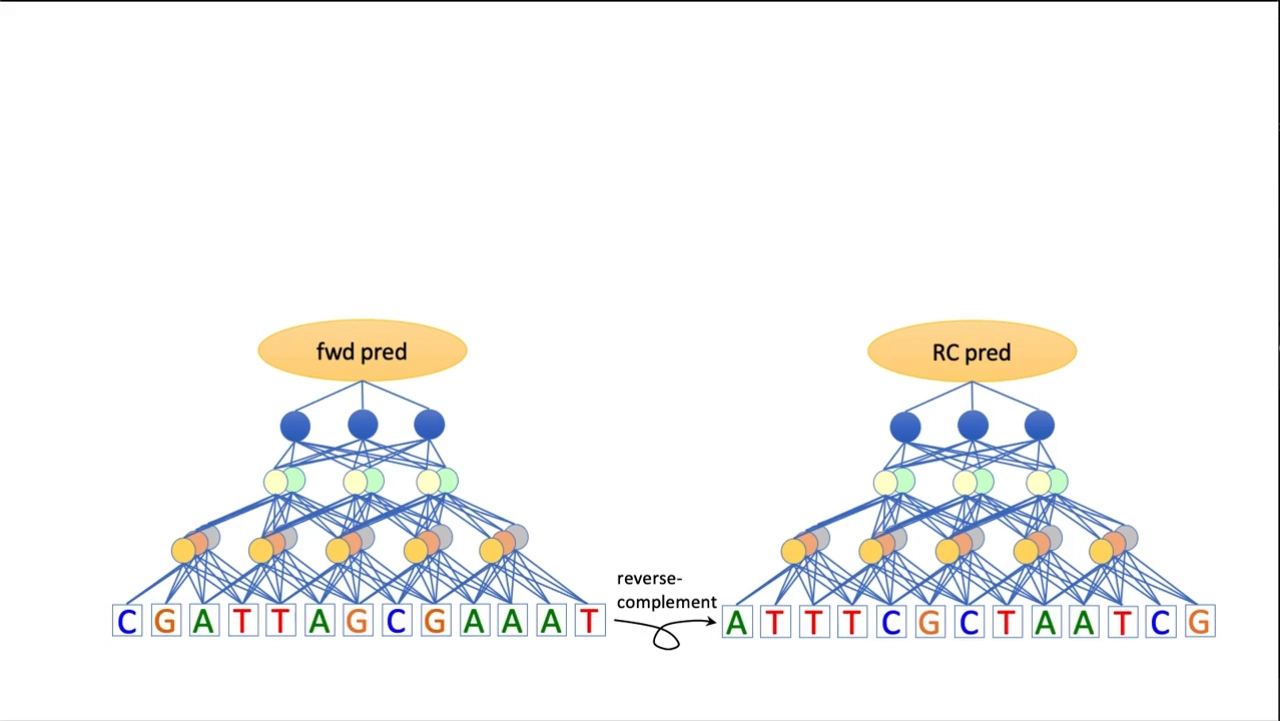 fwd pred
RC pred
reverse-
complement
C G A T T A G C G A A A T
A T T T C G C T A A T C G